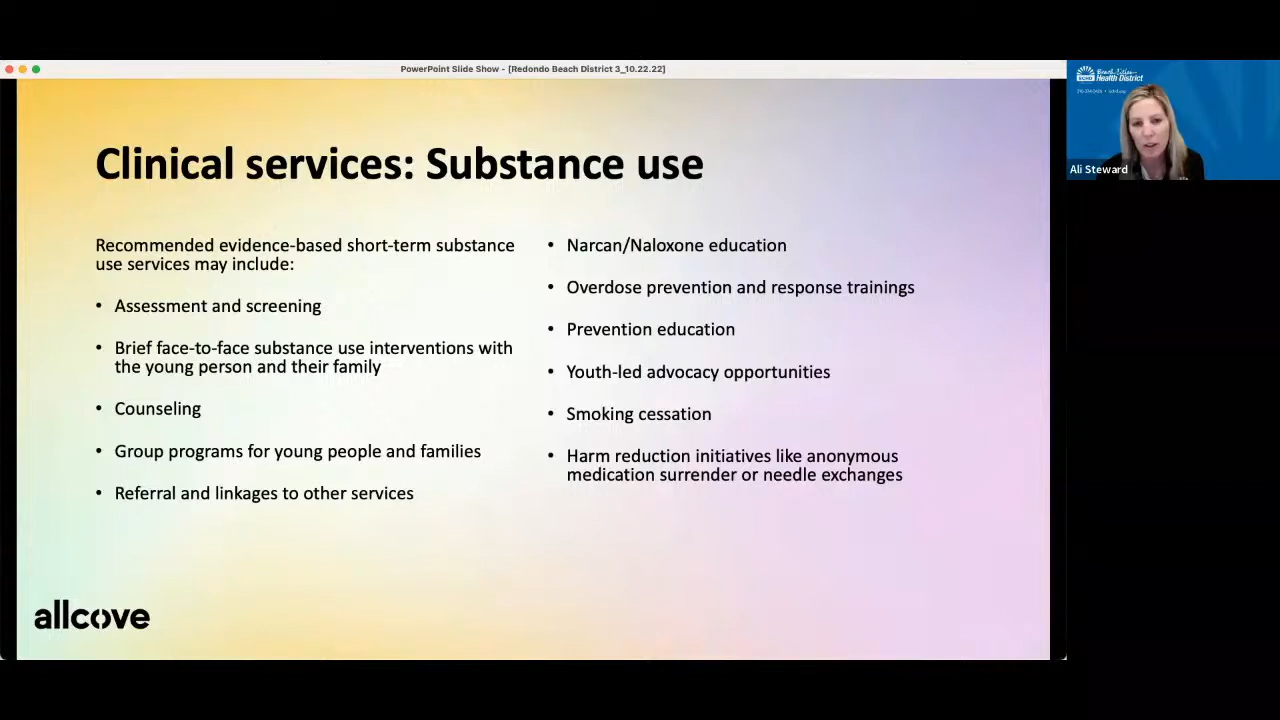 PowerPoint Slide Show - [Redondo Beach District 3_10.22.22]
Clinical services: Substance use
Recommended evidence-based short-term substance
use services may include:
• Assessment and screening
• Brief face-to-face substance use interventions with
the young person and their family
• Counseling
• Group programs for young people and families
• Referral and linkages to other services
• Narcan/Naloxone education
• Overdose prevention and response trainings
• Prevention education
• Youth-led advocacy opportunities
• Smoking cessation
• Harm reduction initiatives like anonymous
medication surrender or needle exchanges
allcove
Beach Cities
Health District
Ali Steward